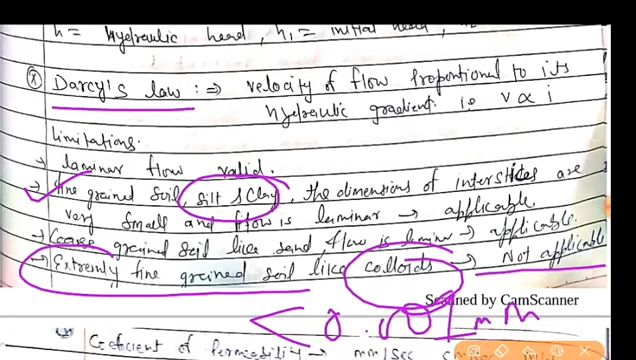 h = Hydraulic head, h₁ = initial head,
(*) Darcy's law :⇒ velocity of flow proportional to its
hydraulic gradient. i.e v ∝ i
limitations.
→ laminar flow valid.
→ fine grained soil, silt & Clay, the dimensions of interstices are
very small and flow is laminar → applicable
→ coarse grained soil like sand, flow is laminar → applicable.
→ Extremly fine grained soil like colloids → Not applicable
Scanned by CamScanner
< 0.001 mm
Coefficient of permeability → mm/sec